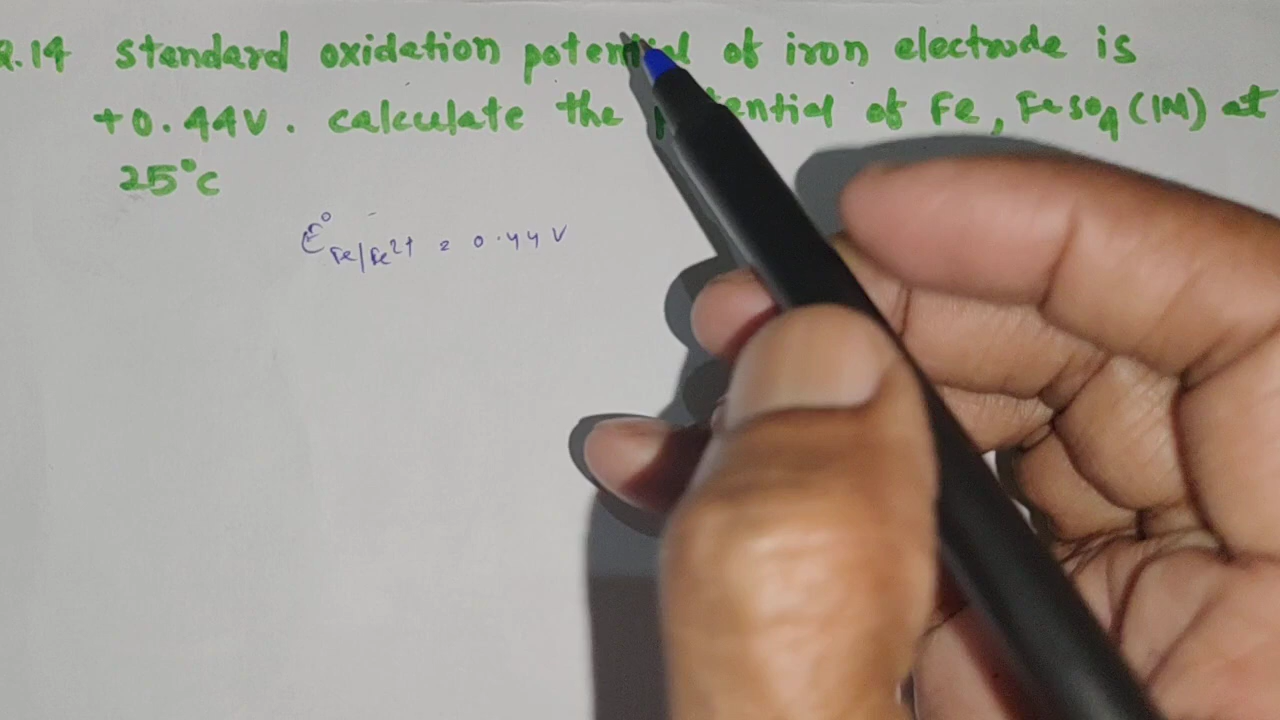 Q.14 Standard oxidation potential of iron electrode is
+0.44V. calculate the potential of Fe, FeSO4 (1M) at
25°C
E° Fe/Fe2+ = 0.44 V